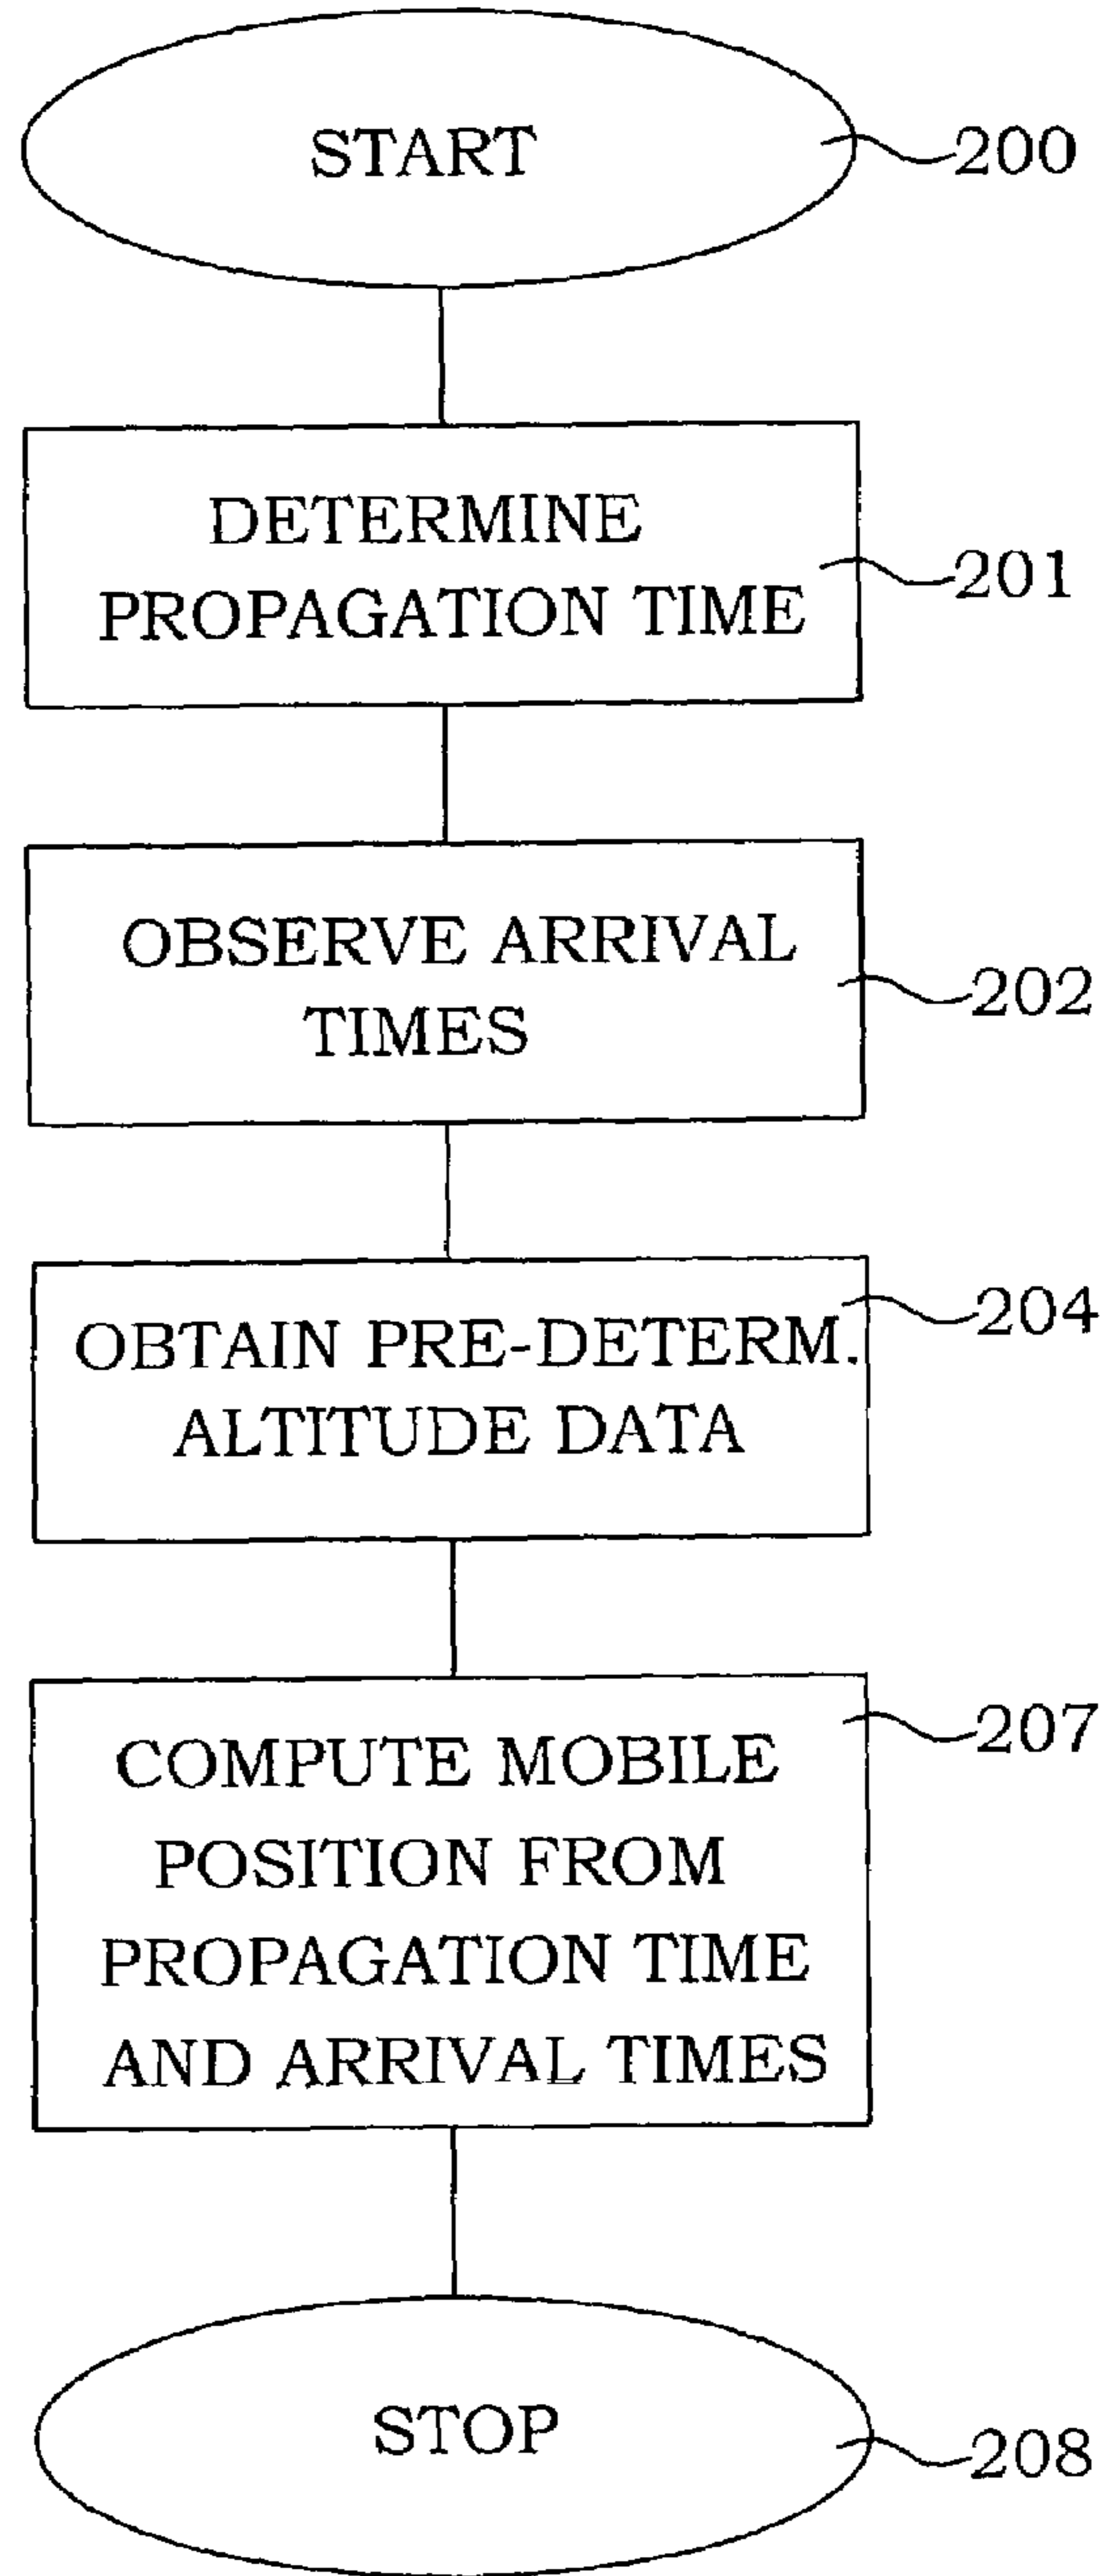 START
200
DETERMINE
PROPAGATION TIME
201
OBSERVE ARRIVAL
TIMES
202
OBTAIN PRE-DETERM.
ALTITUDE DATA
204
COMPUTE MOBILE
POSITION FROM
PROPAGATION TIME
AND ARRIVAL TIMES
207
STOP
208